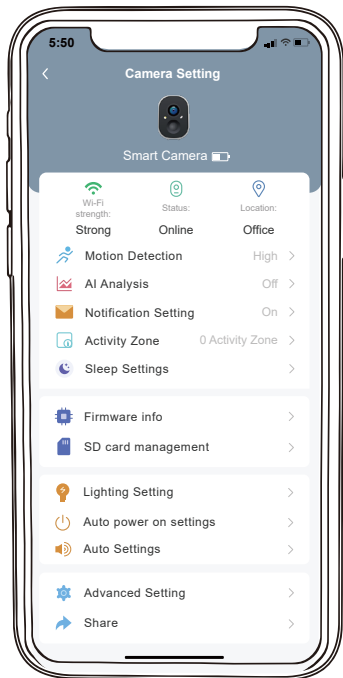 5:50
Camera Setting
Smart Camera
Wi-Fi
strength:
Status:
Location:
Strong
Online
Office
Motion Detection High
AI Analysis Off
Notification Setting On
Activity Zone 0 Activity Zone
Sleep Settings
Firmware info
SD card management
Lighting Setting
Auto power on settings
Auto Settings
Advanced Setting
Share